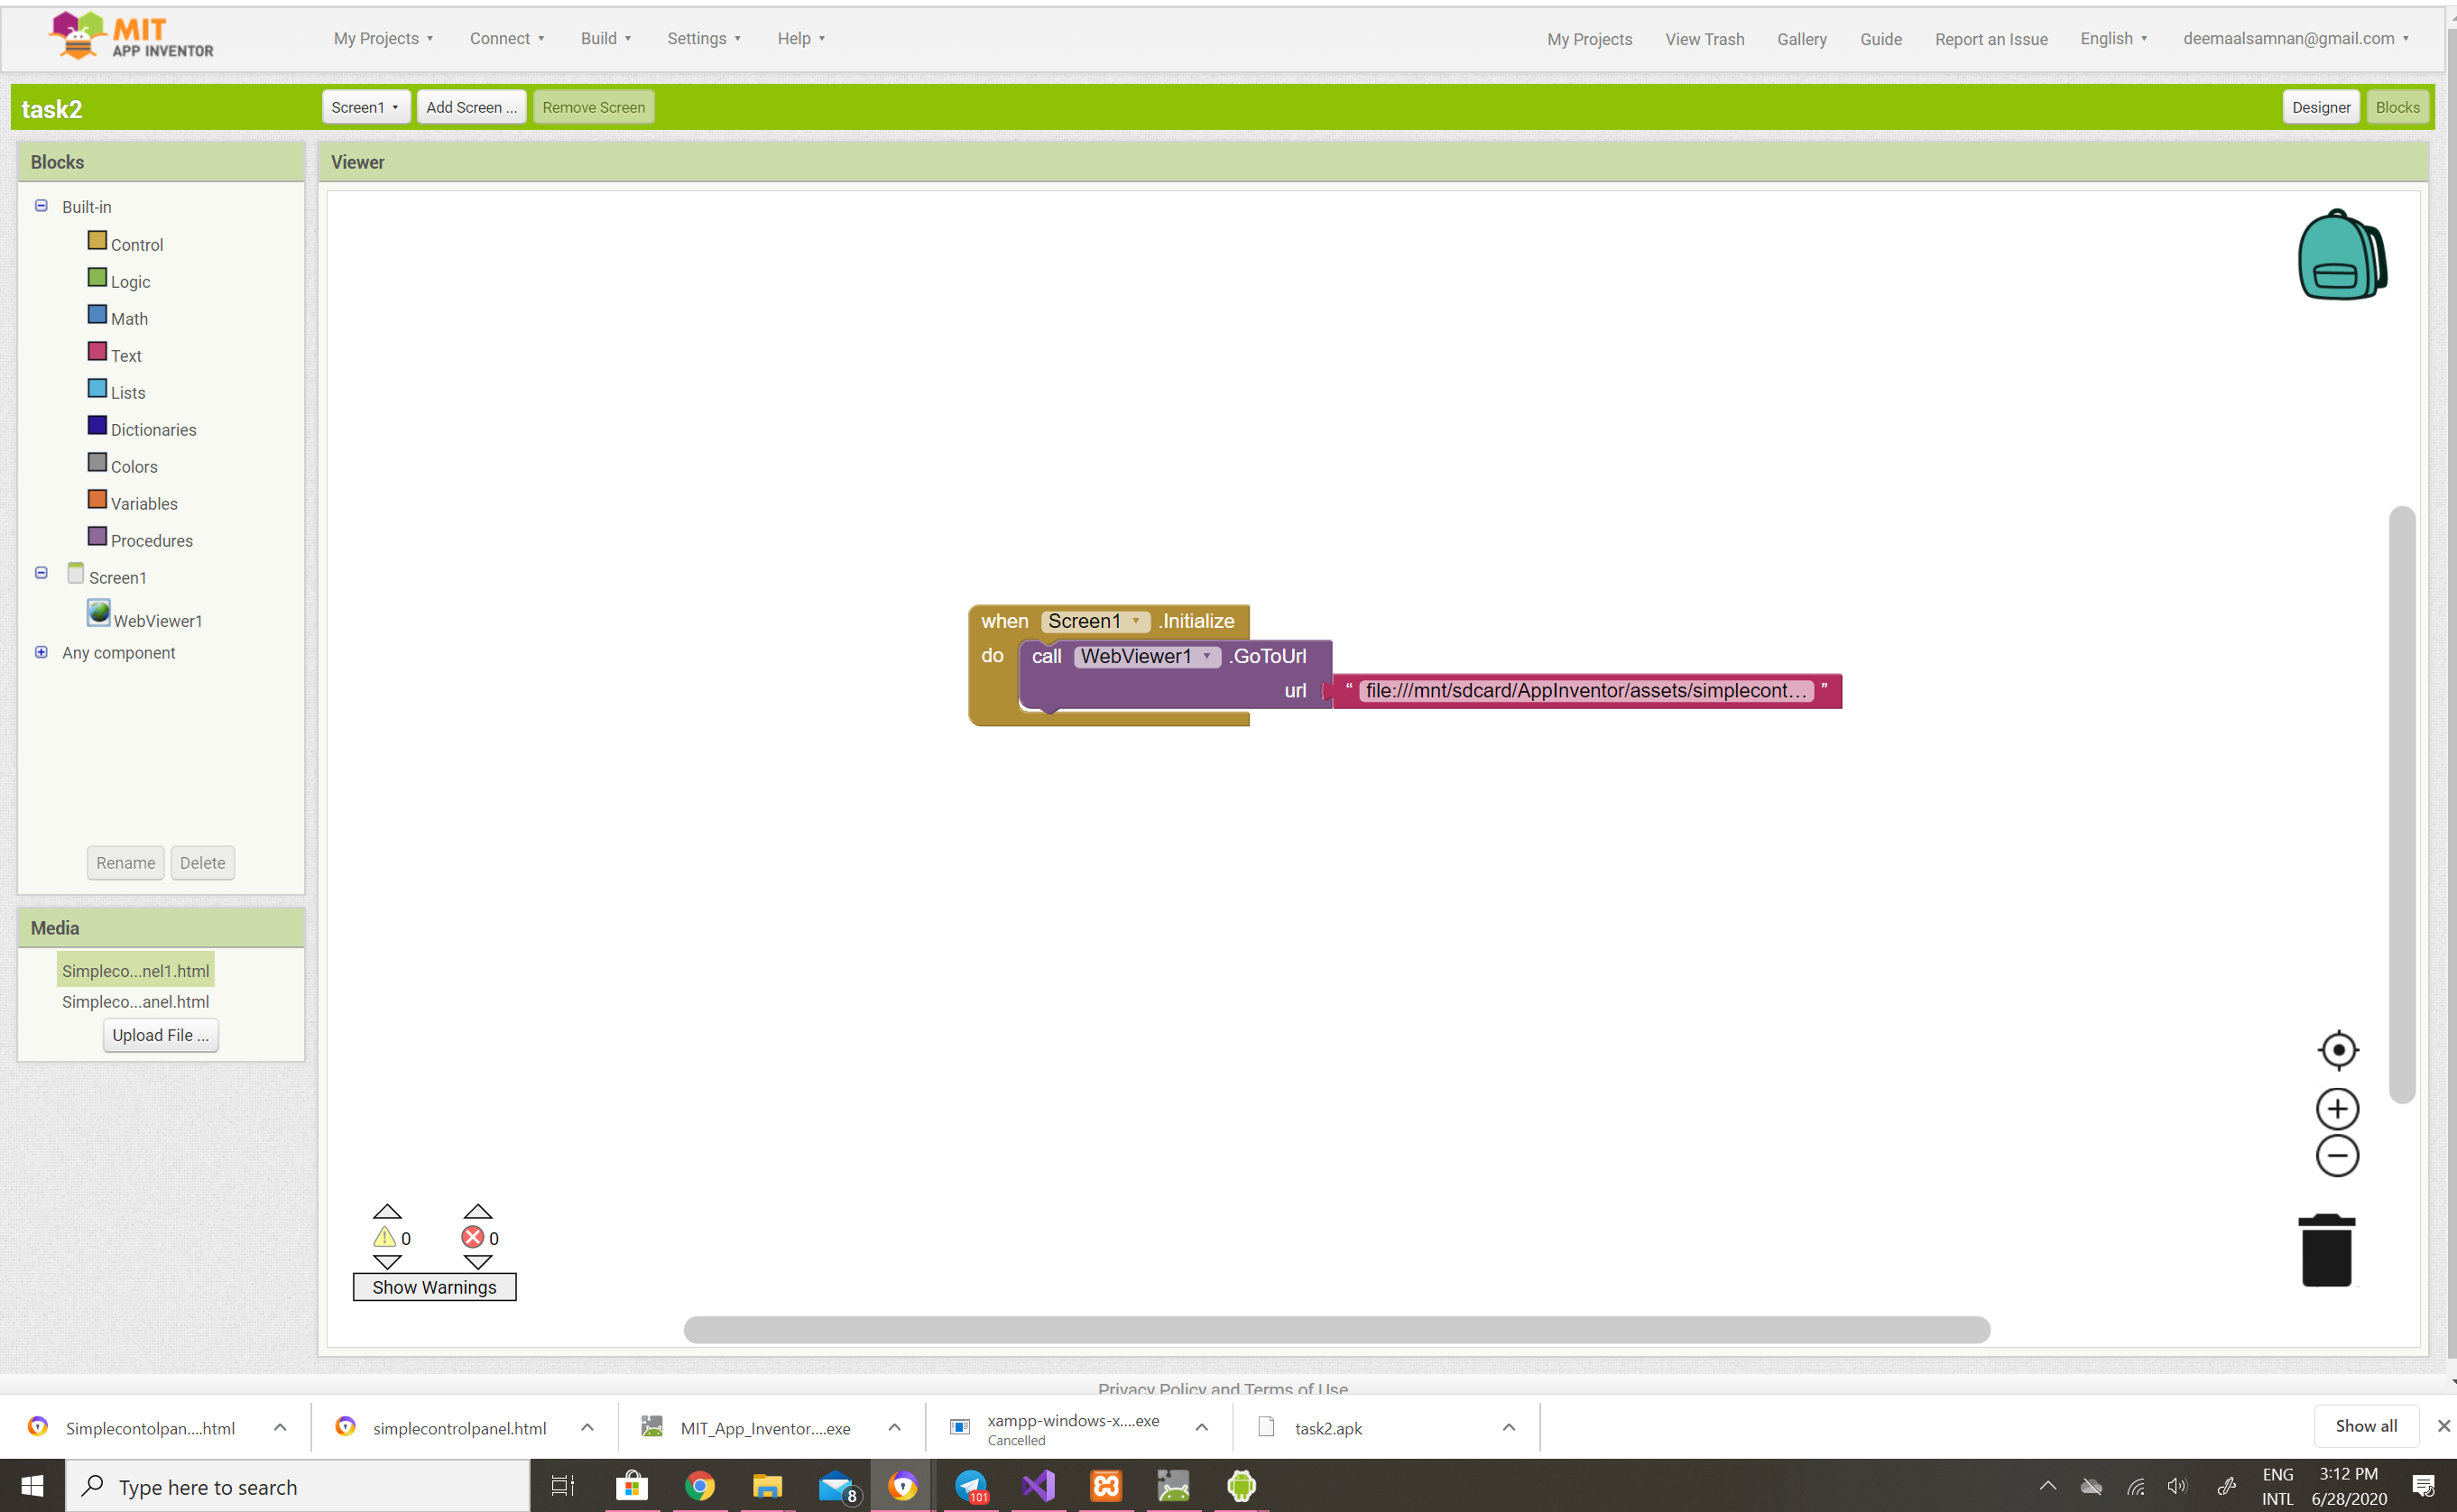 MIT
APP INVENTOR
My Projects Connect Build Settings Help
My Projects View Trash Gallery Guide Report an Issue English deemaalsamnan@gmail.com
task2
Screen1 Add Screen ... Remove Screen
Designer Blocks
Blocks
Built-in
Control
Logic
Math
Text
Lists
Dictionaries
Colors
Variables
Procedures
Screen1
WebViewer1
Any component
Rename Delete
Media
Simpleco...nel1.html
Simpleco...anel.html
Upload File ...
Viewer
when Screen1 .Initialize
do call WebViewer1 .GoToUrl
url “ file:///mnt/sdcard/AppInventor/assets/simplecont... ”
0 0
Show Warnings
Privacy Policy and Terms of Use
Simplecontolpan....html
simplecontrolpanel.html
MIT_App_Inventor....exe
xampp-windows-x....exe
Cancelled
task2.apk
Show all
Type here to search
8
101
ENG
INTL
3:12 PM
6/28/2020